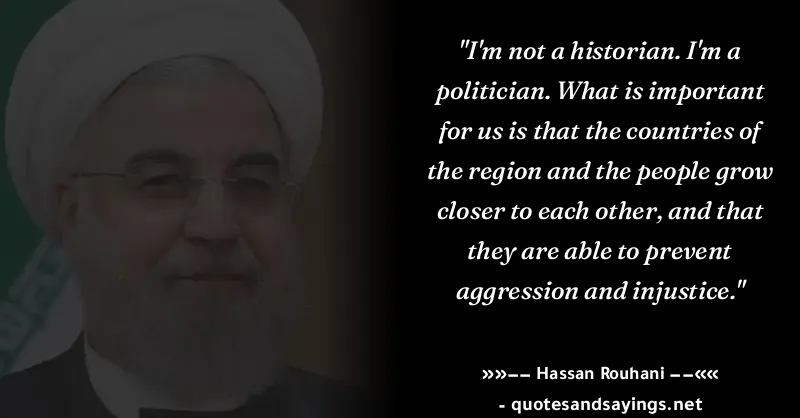 "I'm not a historian. I'm a
politician. What is important
for us is that the countries of
the region and the people grow
closer to each other, and that
they are able to prevent
aggression and injustice."
»»−− Hassan Rouhani −−««
- quotesandsayings.net